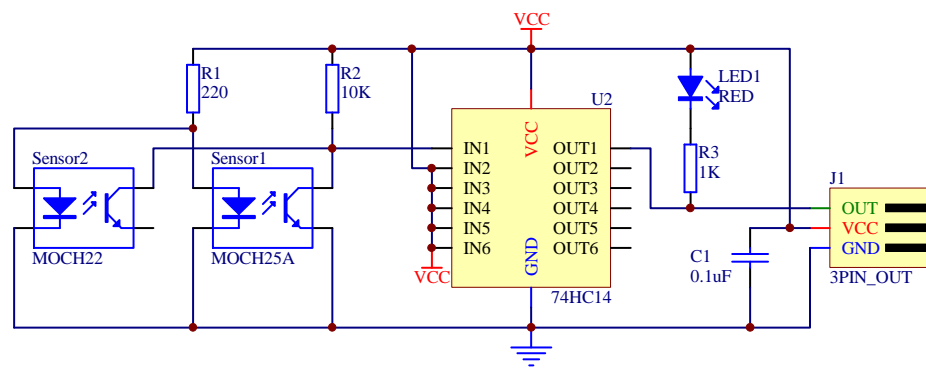 VCC
R1
220
R2
10K
LED1
RED
U2
Sensor2
Sensor1
IN1
IN2
IN3
IN4
IN5
IN6
VCC
GND
OUT1
OUT2
OUT3
OUT4
OUT5
OUT6
R3
1K
J1
OUT
VCC
GND
MOCH22
MOCH25A
VCC
74HC14
C1
0.1uF
3PIN_OUT